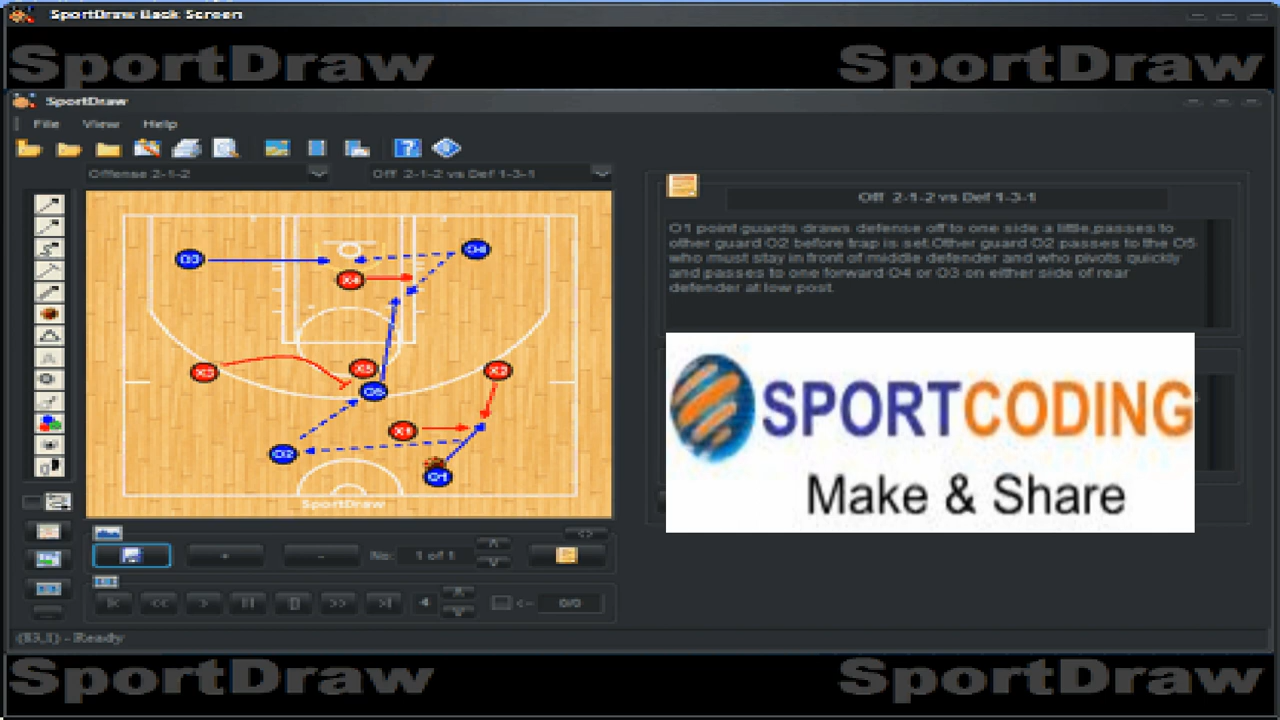 SportDraw Back Screen
SportDraw SportDraw
SportDraw
File View Help
Offense 2-1-2 Off 2-1-2 vs Def 1-3-1
Off 2-1-2 vs Def 1-3-1
O1 point guards draws defense off to one side a little,passes to
other guard O2 before trap is set.Other guard O2 passes to the O5
who must stay in front of middle defender and who pivots quickly
and passes to one forward O4 or O3 on either side of rear
defender at low post.
O3
O4
X4
X3
X5
X2
O5
X1
O2
O1
SportDraw
SPORTCODING
Make & Share
No: 1 of 1
4
0/0
(83,1) - Ready
SportDraw SportDraw